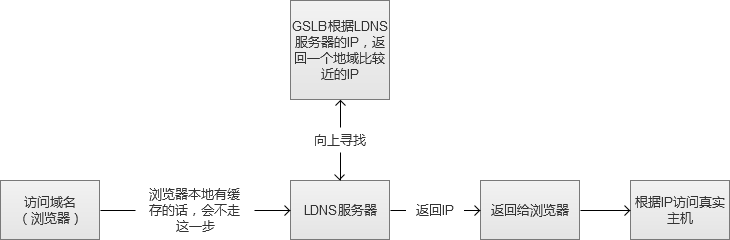 GSLB根据LDNS
服务器的IP，返
回一个地域比较
近的IP
向上寻找
访问域名
（浏览器）
浏览器本地有缓
存的话，会不走
这一步
LDNS服务器
返回IP
返回给浏览器
根据IP访问真实
主机